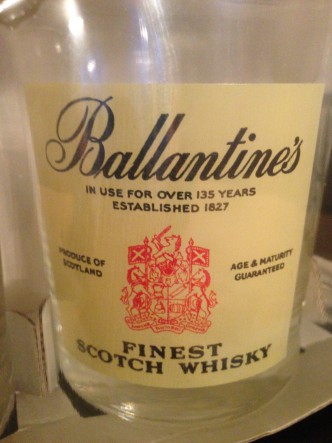 Ballantine's
IN USE FOR OVER 135 YEARS
ESTABLISHED 1827
PRODUCE OF
SCOTLAND
AGE & MATURITY
GUARANTEED
FINEST
SCOTCH WHISKY